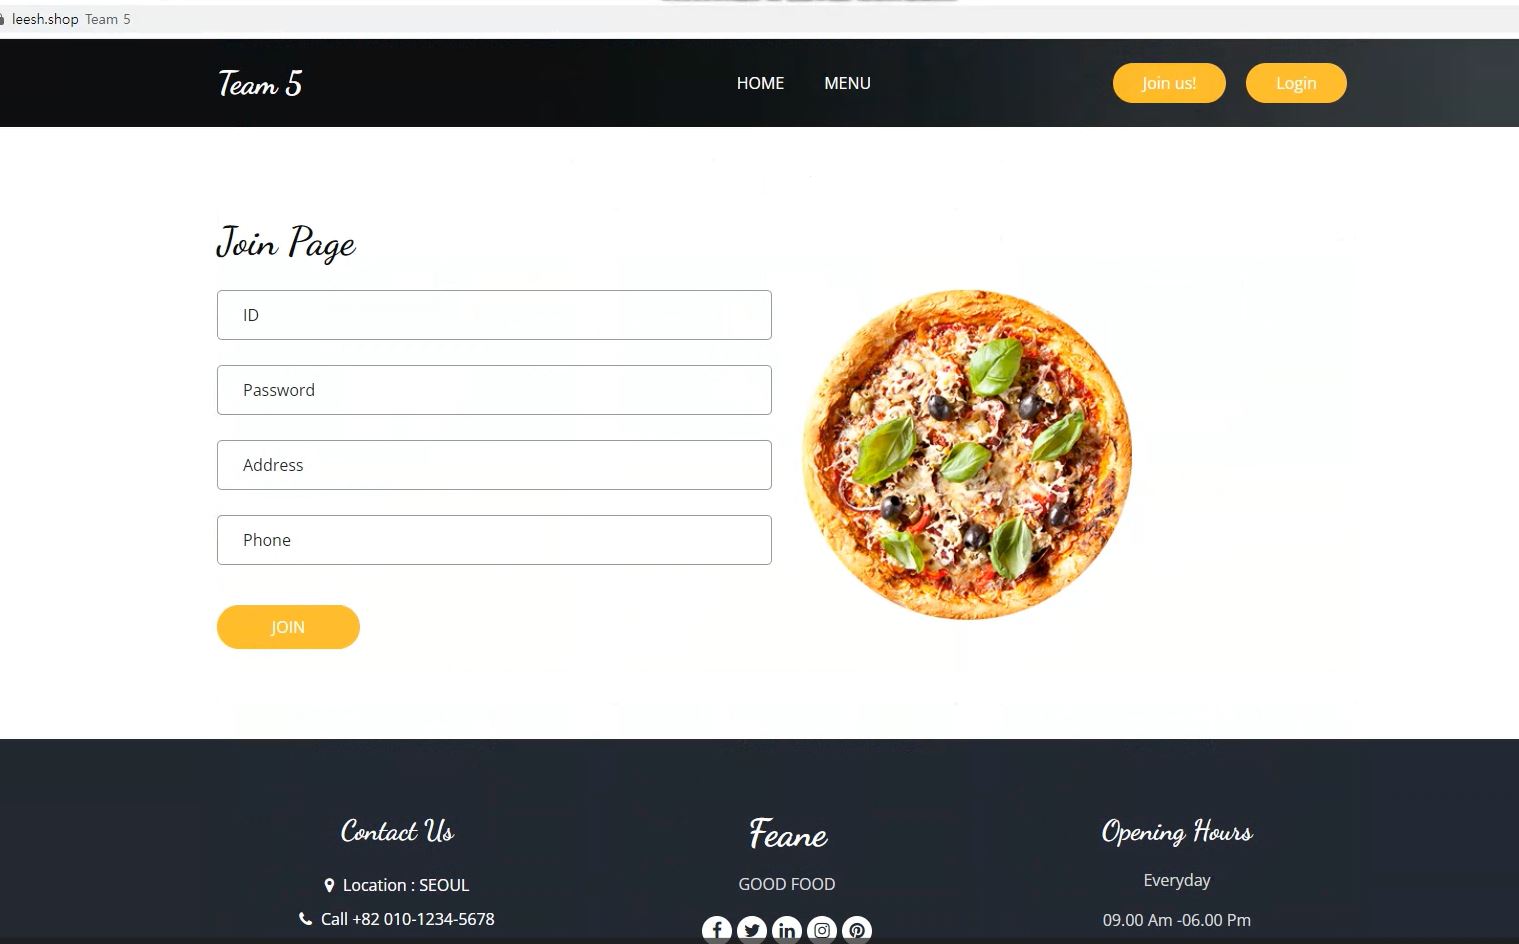 leesh.shop Team 5
Team 5
HOME
MENU
Join us!
Login
Join Page
ID
Password
Address
Phone
JOIN
Contact Us
Location : SEOUL
Call +82 010-1234-5678
Feane
GOOD FOOD
Opening Hours
Everyday
09.00 Am -06.00 Pm